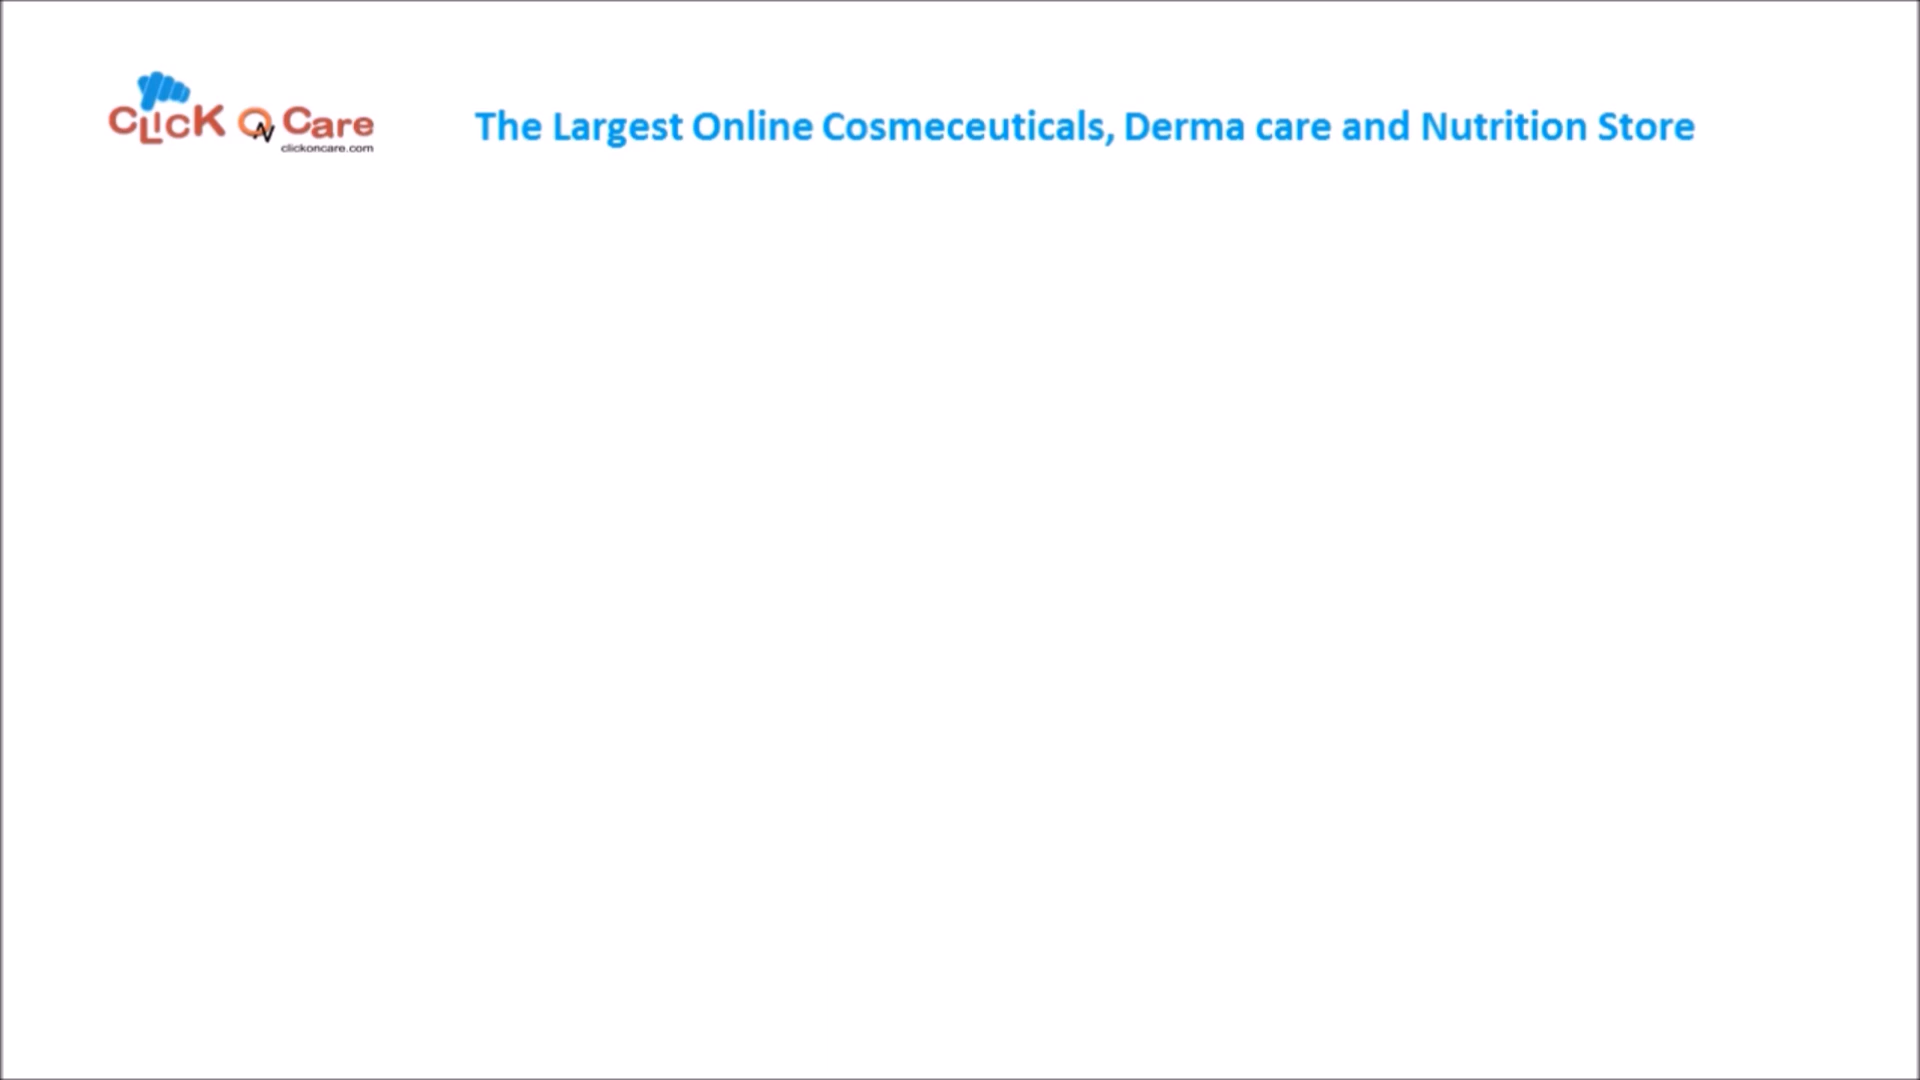 CLicK ON Care
clickoncare.com
The Largest Online Cosmeceuticals, Derma care and Nutrition Store